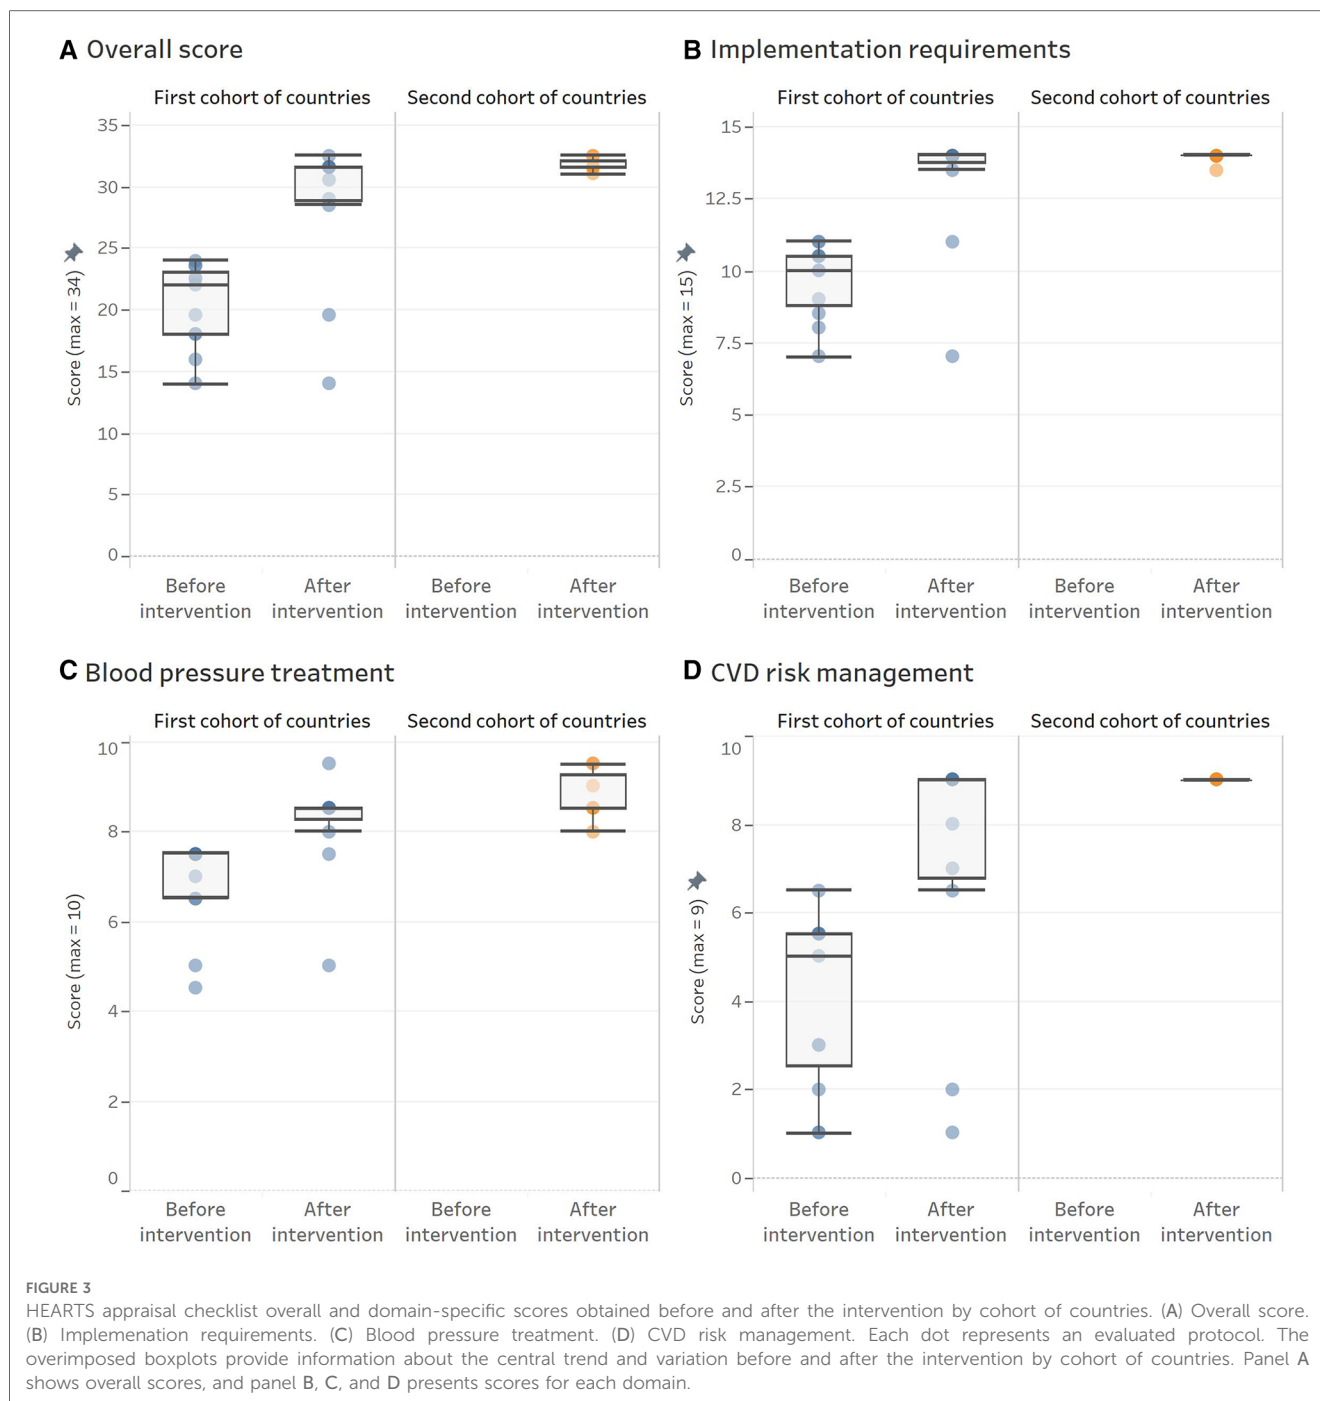 A Overall score
First cohort of countries
Second cohort of countries
35
30
25
20
15
10
5
0
Score (max = 34)
Before intervention
After intervention
Before intervention
After intervention
B Implementation requirements
First cohort of countries
Second cohort of countries
15
12.5
10
7.5
5
2.5
0
Score (max = 15)
Before intervention
After intervention
Before intervention
After intervention
C Blood pressure treatment
First cohort of countries
Second cohort of countries
10
8
6
4
2
0
Score (max = 10)
Before intervention
After intervention
Before intervention
After intervention
D CVD risk management
First cohort of countries
Second cohort of countries
10
8
6
4
2
0
Score (max = 9)
Before intervention
After intervention
Before intervention
After intervention
FIGURE 3
HEARTS appraisal checklist overall and domain-specific scores obtained before and after the intervention by cohort of countries. (A) Overall score.
(B) Implemenation requirements. (C) Blood pressure treatment. (D) CVD risk management. Each dot represents an evaluated protocol. The
overimposed boxplots provide information about the central trend and variation before and after the intervention by cohort of countries. Panel A
shows overall scores, and panel B, C, and D presents scores for each domain.